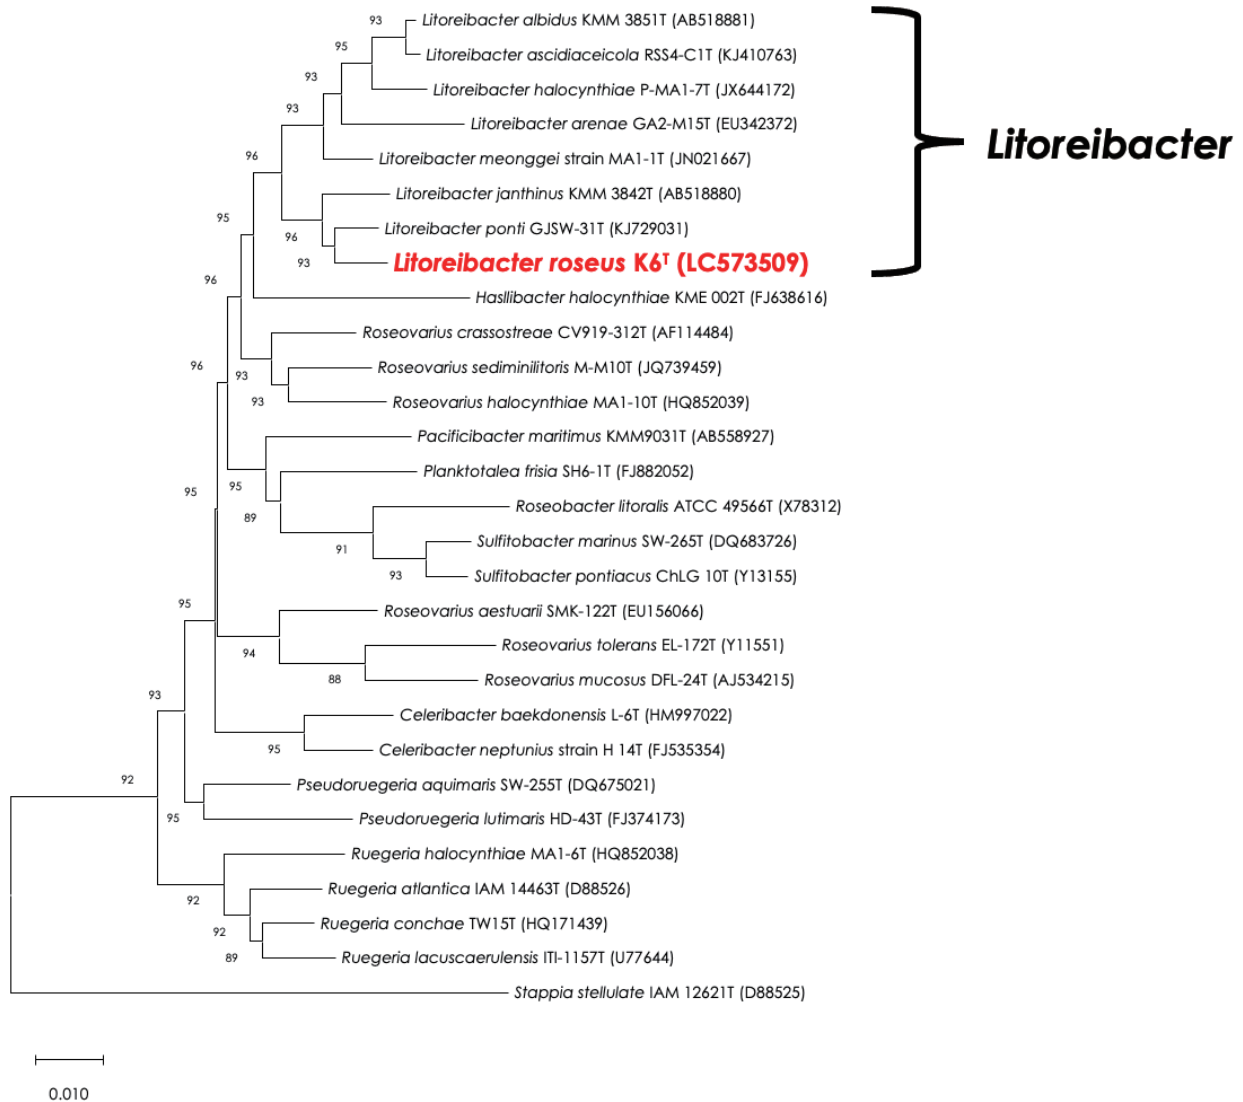 93
Litoreibacter albidus KMM 3851T (AB518881)
95
Litoreibacter ascidiaceicola RSS4-C1T (KJ410763)
93
Litoreibacter halocynthiae P-MA1-7T (JX644172)
93
Litoreibacter arenae GA2-M15T (EU342372)
Litoreibacter
96
Litoreibacter meonggei strain MA1-1T (JN021667)
Litoreibacter janthinus KMM 3842T (AB518880)
95
Litoreibacter ponti GJSW-31T (KJ729031)
96
93
Litoreibacter roseus K6ᵀ (LC573509)
96
Hasllibacter halocynthiae KME 002T (FJ638616)
Roseovarius crassostreae CV919-312T (AF114484)
96
Roseovarius sediminilitoris M-M10T (JQ739459)
93
93
Roseovarius halocynthiae MA1-10T (HQ852039)
Pacificibacter maritimus KMM9031T (AB558927)
Planktotalea frisia SH6-1T (FJ882052)
95
95
Roseobacter litoralis ATCC 49566T (X78312)
89
Sulfitobacter marinus SW-265T (DQ683726)
91
Sulfitobacter pontiacus ChLG 10T (Y13155)
93
95
Roseovarius aestuarii SMK-122T (EU156066)
Roseovarius tolerans EL-172T (Y11551)
94
Roseovarius mucosus DFL-24T (AJ534215)
88
93
Celeribacter baekdonensis L-6T (HM997022)
Celeribacter neptunius strain H 14T (FJ535354)
95
92
Pseudoruegeria aquimaris SW-255T (DQ675021)
Pseudoruegeria lutimaris HD-43T (FJ374173)
95
Ruegeria halocynthiae MA1-6T (HQ852038)
Ruegeria atlantica IAM 14463T (D88526)
92
Ruegeria conchae TW15T (HQ171439)
92
Ruegeria lacuscaerulensis ITI-1157T (U77644)
89
Stappia stellulate IAM 12621T (D88525)
0.010